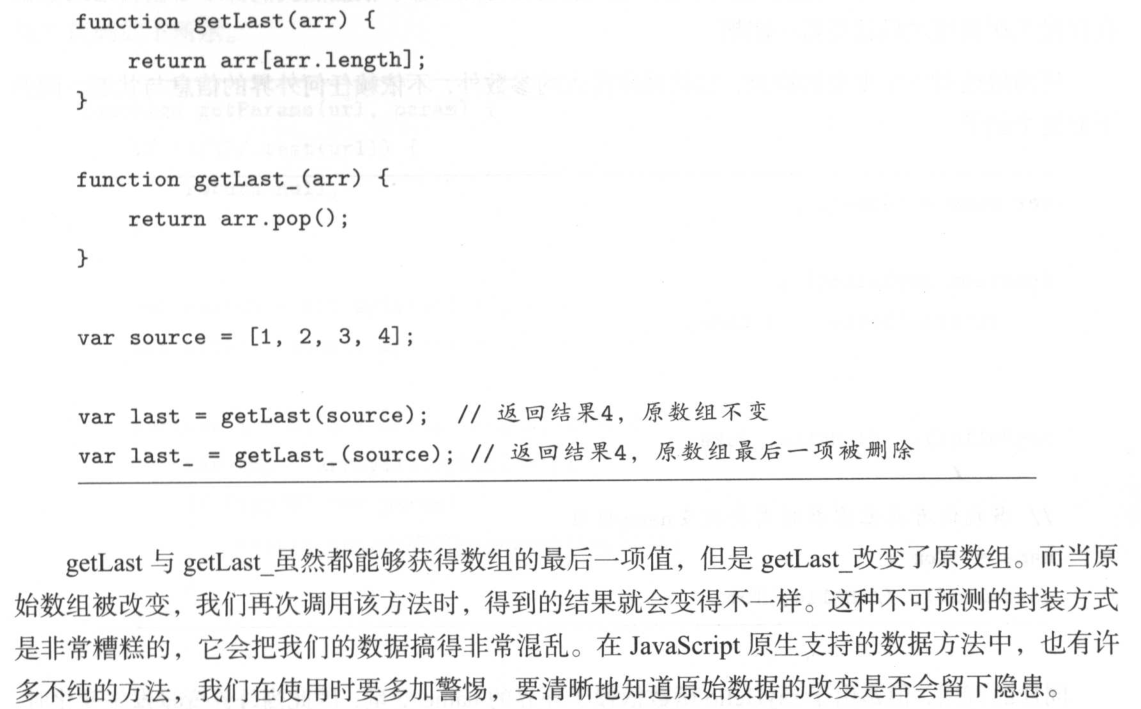 function getLast(arr) {
    return arr[arr.length];
}
function getLast_(arr) {
    return arr.pop();
}
var source = [1, 2, 3, 4];
var last = getLast(source);  // 返回结果4，原数组不变
var last_ = getLast_(source); // 返回结果4，原数组最后一项被删除
getLast 与 getLast_虽然都能够获得数组的最后一项值，但是 getLast_改变了原数组。而当原
始数组被改变，我们再次调用该方法时，得到的结果就会变得不一样。这种不可预测的封装方式
是非常糟糕的，它会把我们的数据搞得非常混乱。在 JavaScript 原生支持的数据方法中，也有许
多不纯的方法，我们在使用时要多加警惕，要清晰地知道原始数据的改变是否会留下隐患。